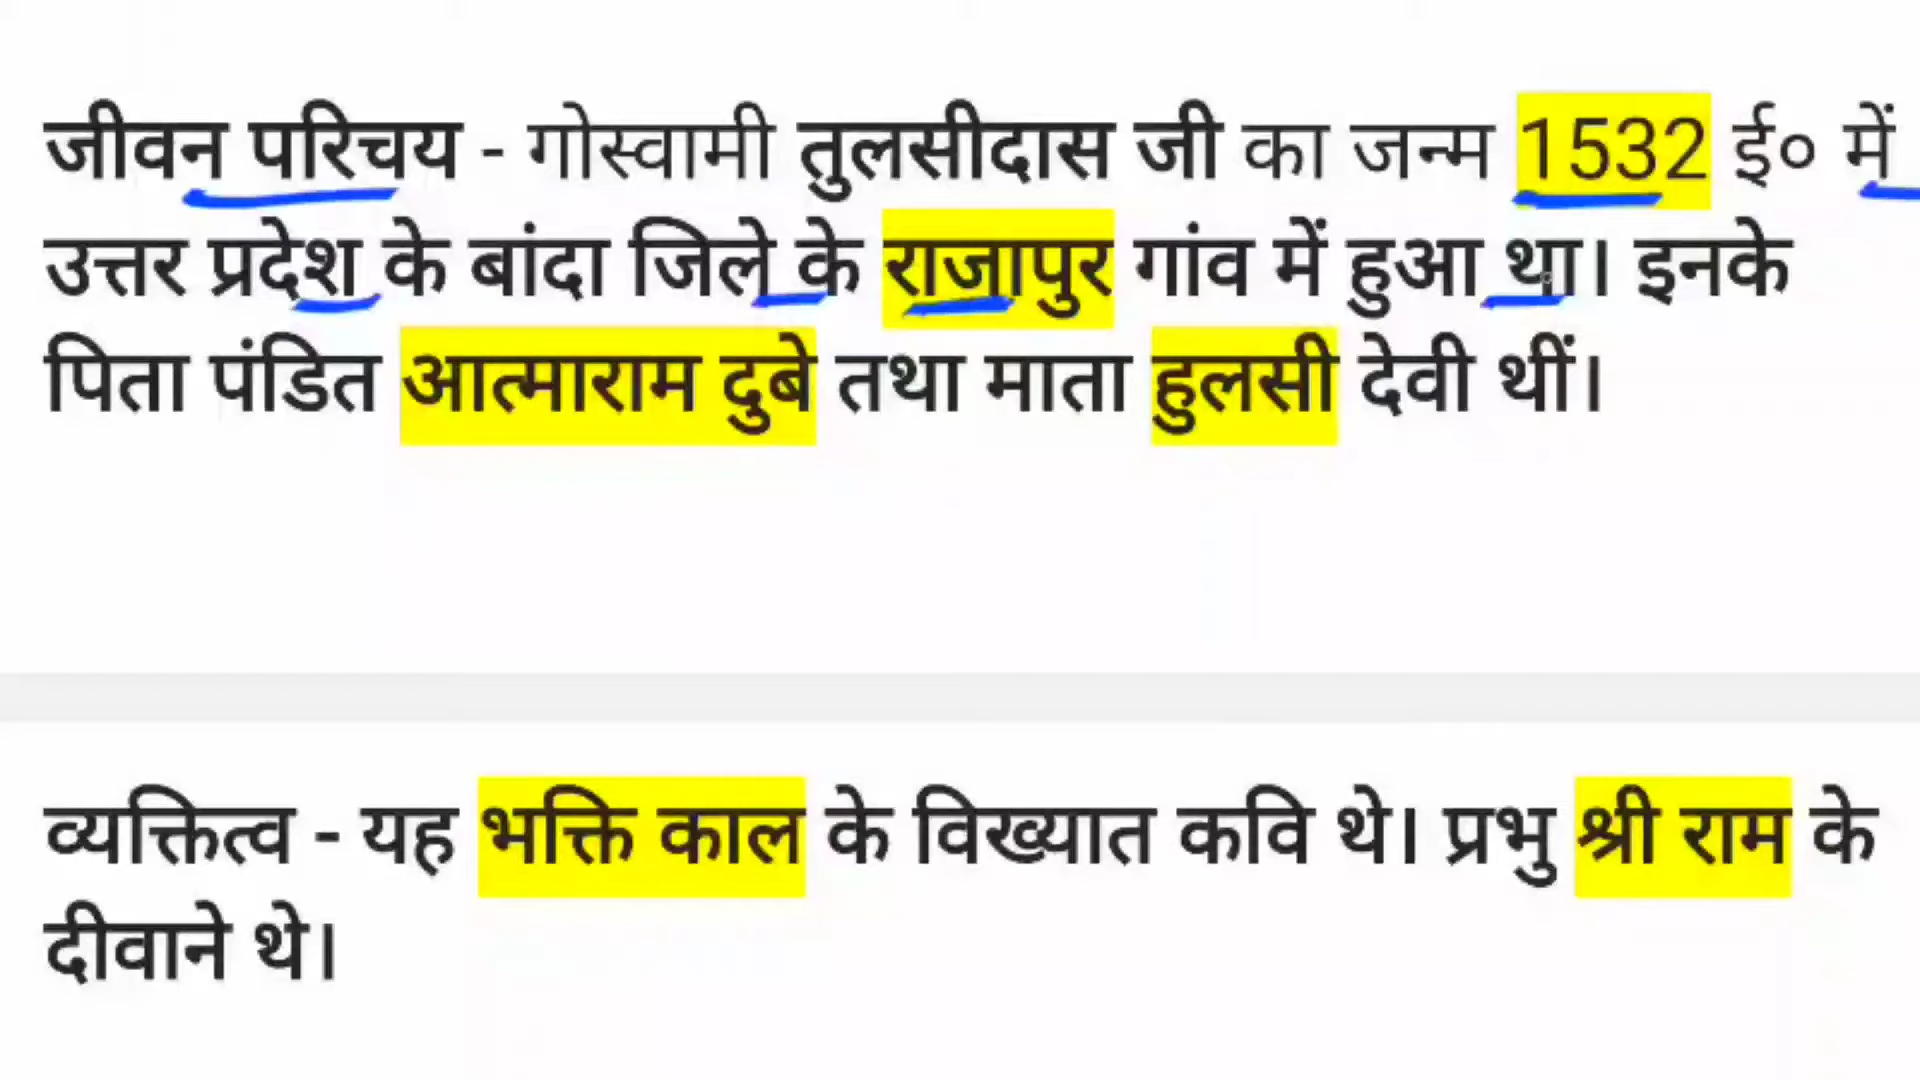 जीवन परिचय - गोस्वामी तुलसीदास जी का जन्म 1532 ई० में
उत्तर प्रदेश के बांदा जिले के राजापुर गांव में हुआ था। इनके
पिता पंडित आत्माराम दुबे तथा माता हुलसी देवी थीं।
व्यक्तित्व - यह भक्ति काल के विख्यात कवि थे। प्रभु श्री राम के
दीवाने थे।